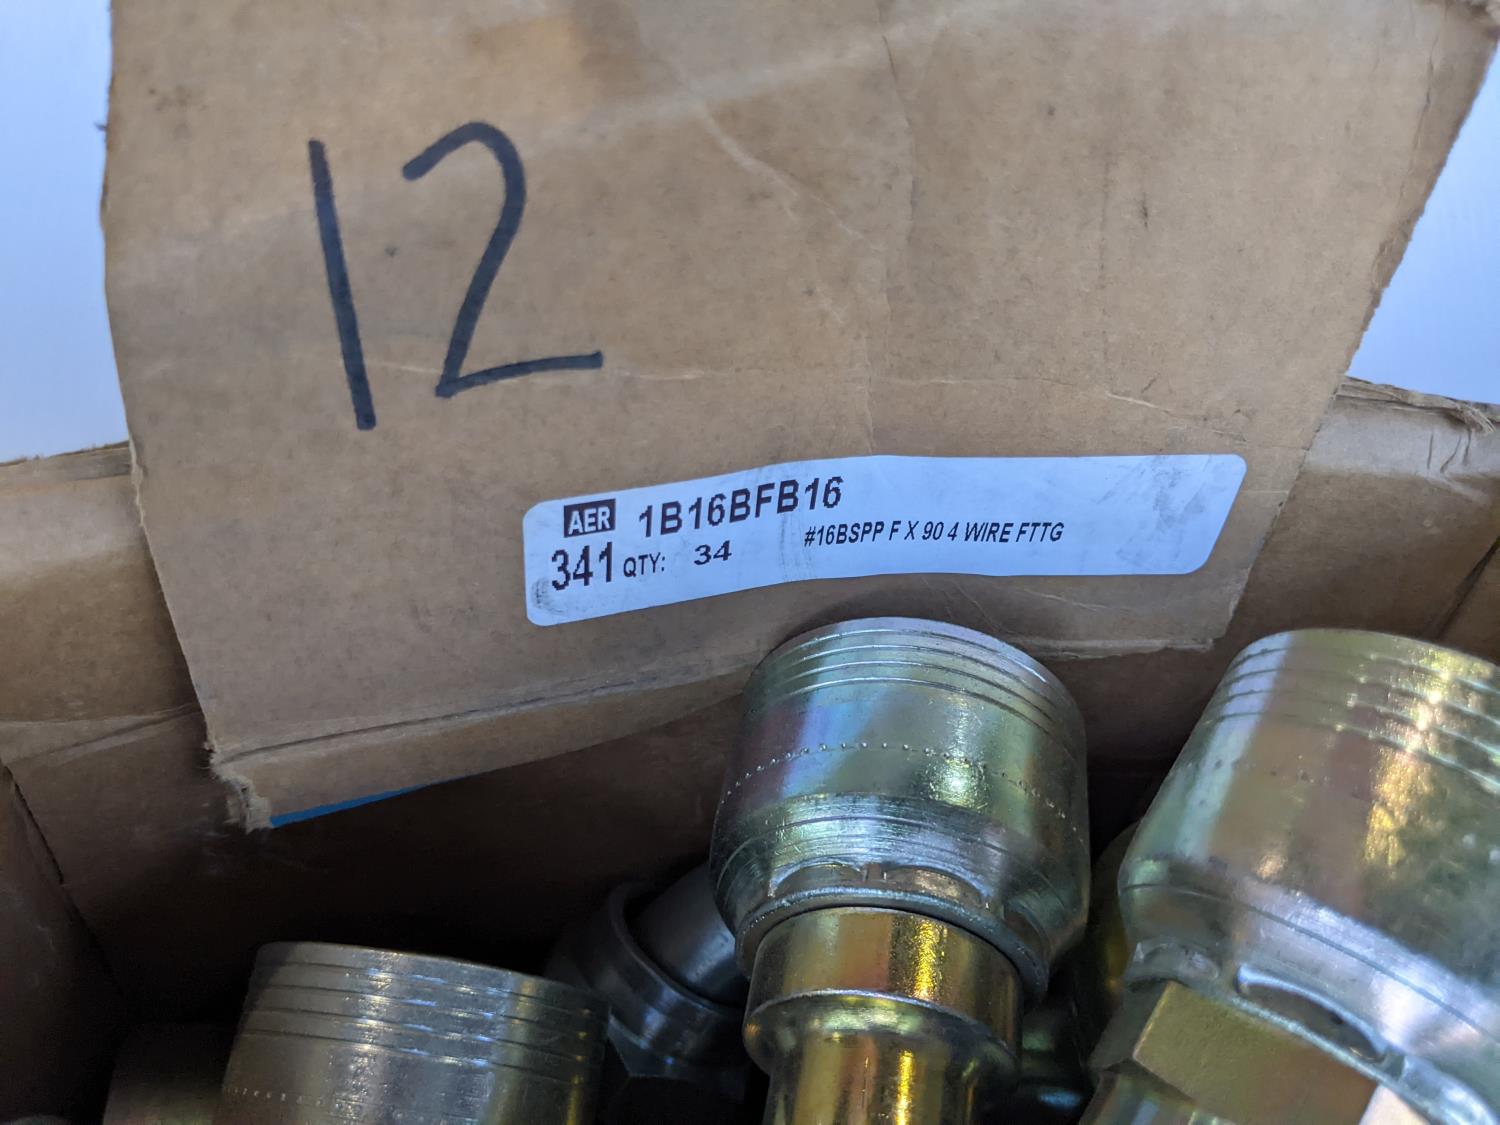 12
AER 1B16BFB16
341 QTY: 34 #16BSPP F X 90 4 WIRE FTTG